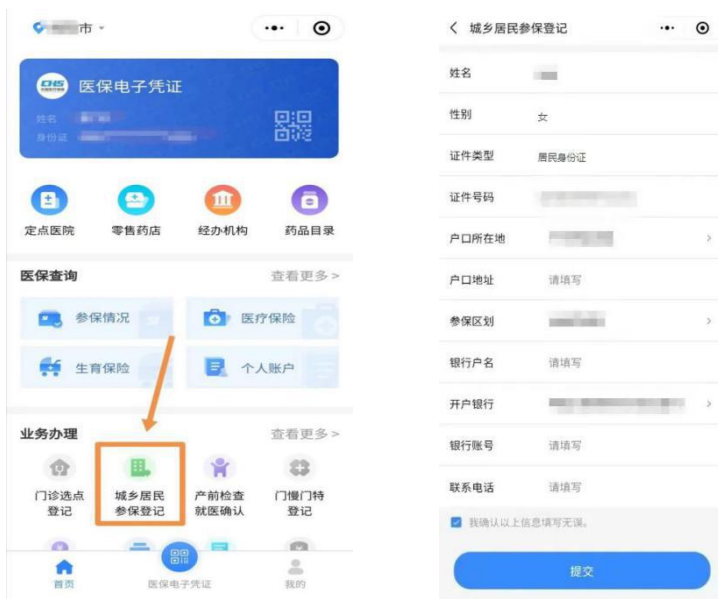 市
CHS
医保电子凭证
姓名
身份证
定点医院
零售药店
经办机构
药品目录
医保查询
查看更多 >
参保情况
医疗保险
生育保险
个人账户
业务办理
查看更多 >
门诊选点
登记
城乡居民
参保登记
产前检查
就医确认
门慢门特
登记
首页
医保电子凭证
我的
城乡居民参保登记
姓名
性别
女
证件类型
居民身份证
证件号码
户口所在地
户口地址
请填写
参保区划
银行户名
请填写
开户银行
银行账号
请填写
联系电话
请填写
我确认以上信息填写无误。
提交